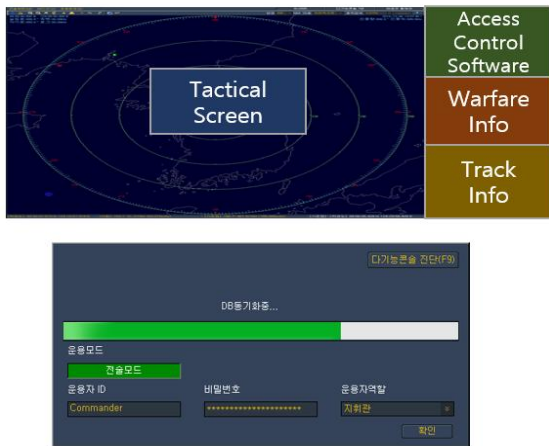 Tactical
Screen
Access
Control
Software
Warfare
Info
Track
Info
다기능콘솔 진단(F9)
DB동기화중...
운용모드
전술모드
운용자 ID
비밀번호
운용자역할
Commander
*********************
지휘관
확인